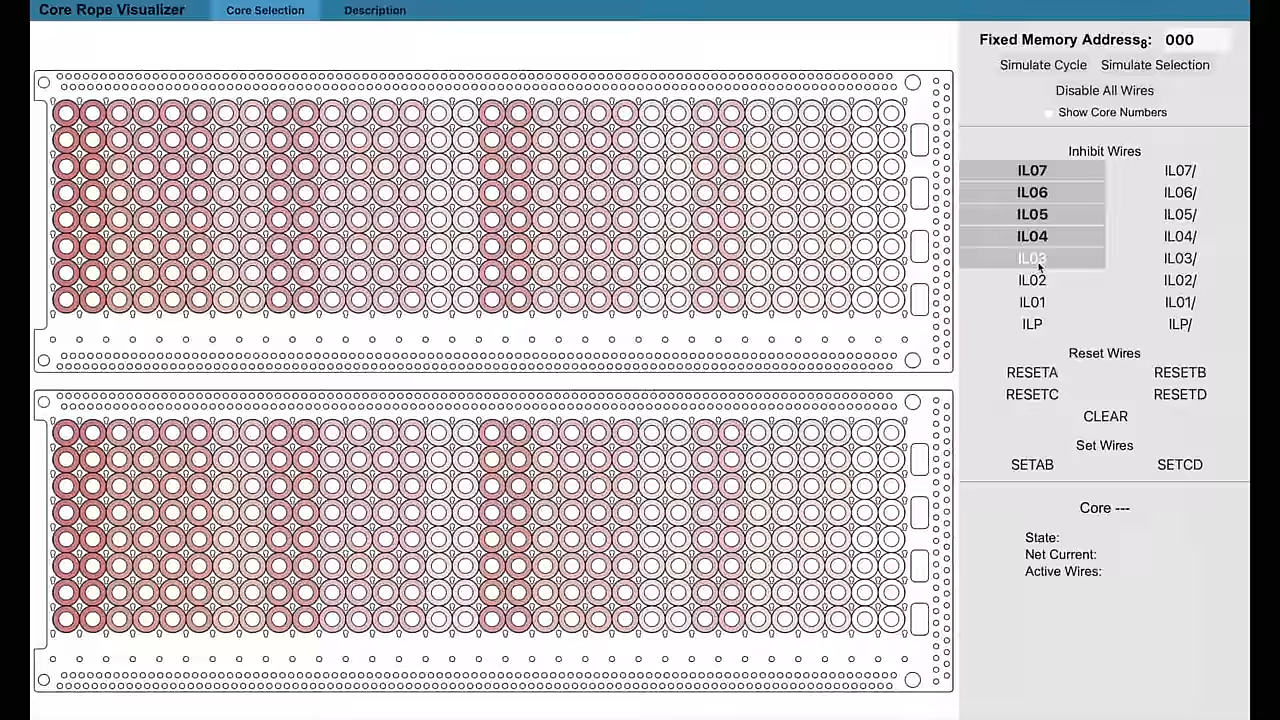 Core Rope Visualizer Core Selection Description
Fixed Memory Address8: 000
Simulate Cycle Simulate Selection
Disable All Wires
Show Core Numbers
Inhibit Wires
IL07 IL07/
IL06 IL06/
IL05 IL05/
IL04 IL04/
IL03 IL03/
IL02 IL02/
IL01 IL01/
ILP ILP/
Reset Wires
RESETA RESETB
RESETC RESETD
CLEAR
Set Wires
SETAB SETCD
Core ---
State:
Net Current:
Active Wires: